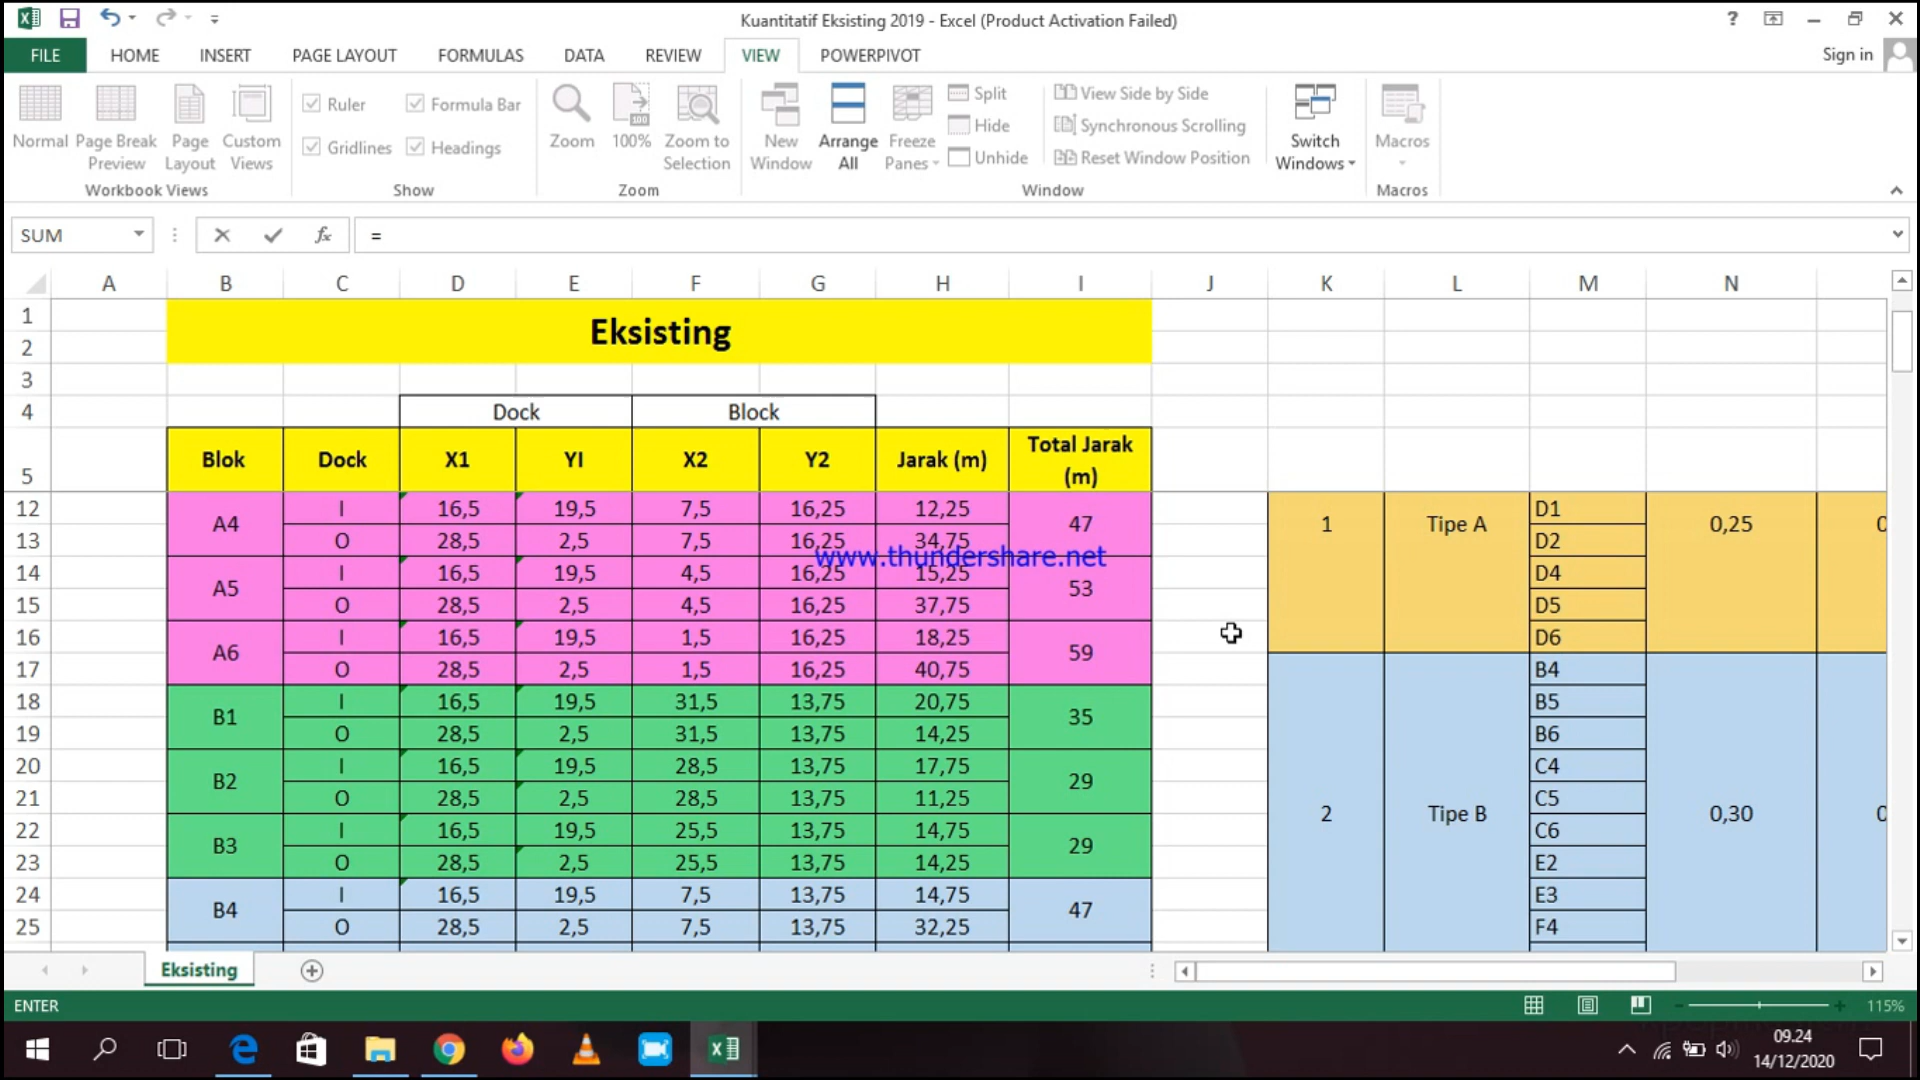 Kuantitatif Eksisting 2019 - Excel (Product Activation Failed)
FILE HOME INSERT PAGE LAYOUT FORMULAS DATA REVIEW VIEW POWERPIVOT Sign in
Normal Page Break Preview Page Layout Custom Views
Workbook Views
Ruler Formula Bar
Gridlines Headings
Show
Zoom 100% Zoom to Selection
Zoom
New Window Arrange All Freeze Panes
Split
Hide
Unhide
View Side by Side
Synchronous Scrolling
Reset Window Position
Window
Switch Windows
Macros
Macros
SUM fx =
A B C D E F G H I J K L M N
1
Eksisting
2
3
4 Dock Block
5 Blok Dock X1 YI X2 Y2 Jarak (m) Total Jarak (m)
12 A4 I 16,5 19,5 7,5 16,25 12,25 47 1 Tipe A D1 0,25
13 O 28,5 2,5 7,5 16,25 34,75 D2
www.thundershare.net
14 A5 I 16,5 19,5 4,5 16,25 15,25 53 D4
15 O 28,5 2,5 4,5 16,25 37,75 D5
16 A6 I 16,5 19,5 1,5 16,25 18,25 59 D6
17 O 28,5 2,5 1,5 16,25 40,75 B4
18 B1 I 16,5 19,5 31,5 13,75 20,75 35 B5
19 O 28,5 2,5 31,5 13,75 14,25 B6
20 B2 I 16,5 19,5 28,5 13,75 17,75 29 C4
21 O 28,5 2,5 28,5 13,75 11,25 C5
22 B3 I 16,5 19,5 25,5 13,75 14,75 29 2 Tipe B C6 0,30
23 O 28,5 2,5 25,5 13,75 14,25 E2
24 B4 I 16,5 19,5 7,5 13,75 14,75 47 E3
25 O 28,5 2,5 7,5 13,75 32,25 F4
Eksisting
ENTER 115%
09.24
14/12/2020